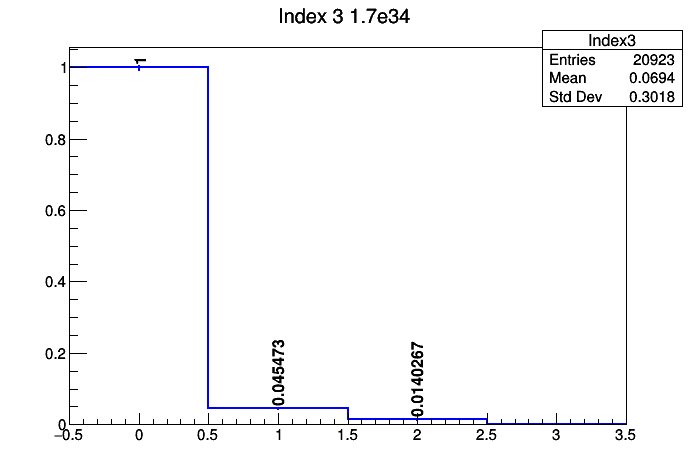 Index 3 1.7e34
Index3
Entries 20923
Mean 0.0694
Std Dev 0.3018
1
0.8
0.6
0.4
0.2
0
1
0.045473
0.0140267
−0.5 0 0.5 1 1.5 2 2.5 3 3.5